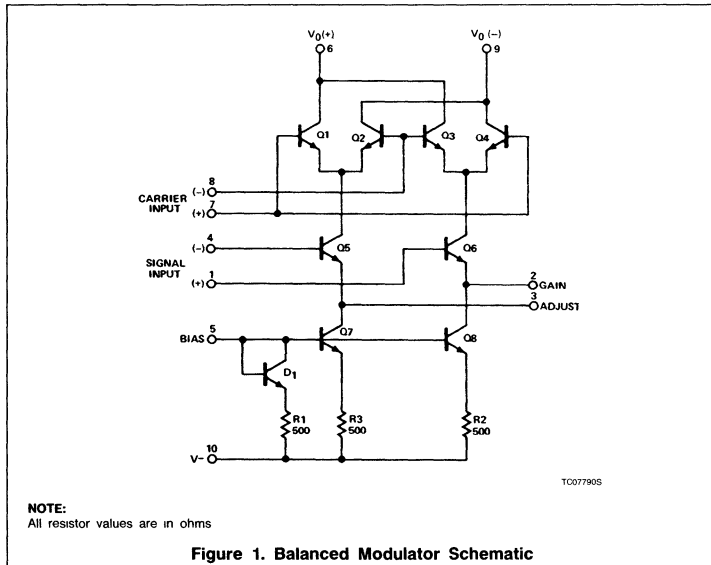 V₀(+) V₀(−)
6 9
Q1 Q2 Q3 Q4
8
(−)
CARRIER INPUT
7
(+)
4
(−)
Q5 Q6
SIGNAL INPUT
1
(+)
2
GAIN
3
ADJUST
5
BIAS
Q7 Q8
D1
R1 500
R3 500
R2 500
10
V−
TC07790S
NOTE:
All resistor values are in ohms
Figure 1. Balanced Modulator Schematic